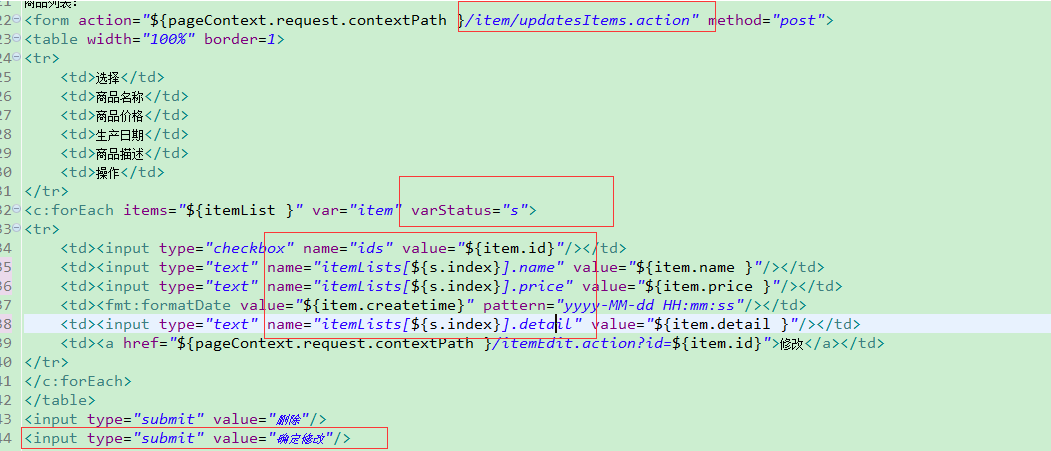 商品列表：
22 <form action="${pageContext.request.contextPath }/item/updatesItems.action" method="post">
23 <table width="100%" border=1>
24 <tr>
25 <td>选择</td>
26 <td>商品名称</td>
27 <td>商品价格</td>
28 <td>生产日期</td>
29 <td>商品描述</td>
30 <td>操作</td>
31 </tr>
32 <c:forEach items="${itemList }" var="item" varStatus="s">
33 <tr>
34 <td><input type="checkbox" name="ids" value="${item.id}"/></td>
35 <td><input type="text" name="itemLists[${s.index}].name" value="${item.name }"/></td>
36 <td><input type="text" name="itemLists[${s.index}].price" value="${item.price }"/></td>
37 <td><fmt:formatDate value="${item.createtime}" pattern="yyyy-MM-dd HH:mm:ss"/></td>
38 <td><input type="text" name="itemLists[${s.index}].detail" value="${item.detail }"/></td>
39 <td><a href="${pageContext.request.contextPath }/itemEdit.action?id=${item.id}">修改</a></td>
40 </tr>
41 </c:forEach>
42 </table>
43 <input type="submit" value="删除"/>
44 <input type="submit" value="确定修改"/>